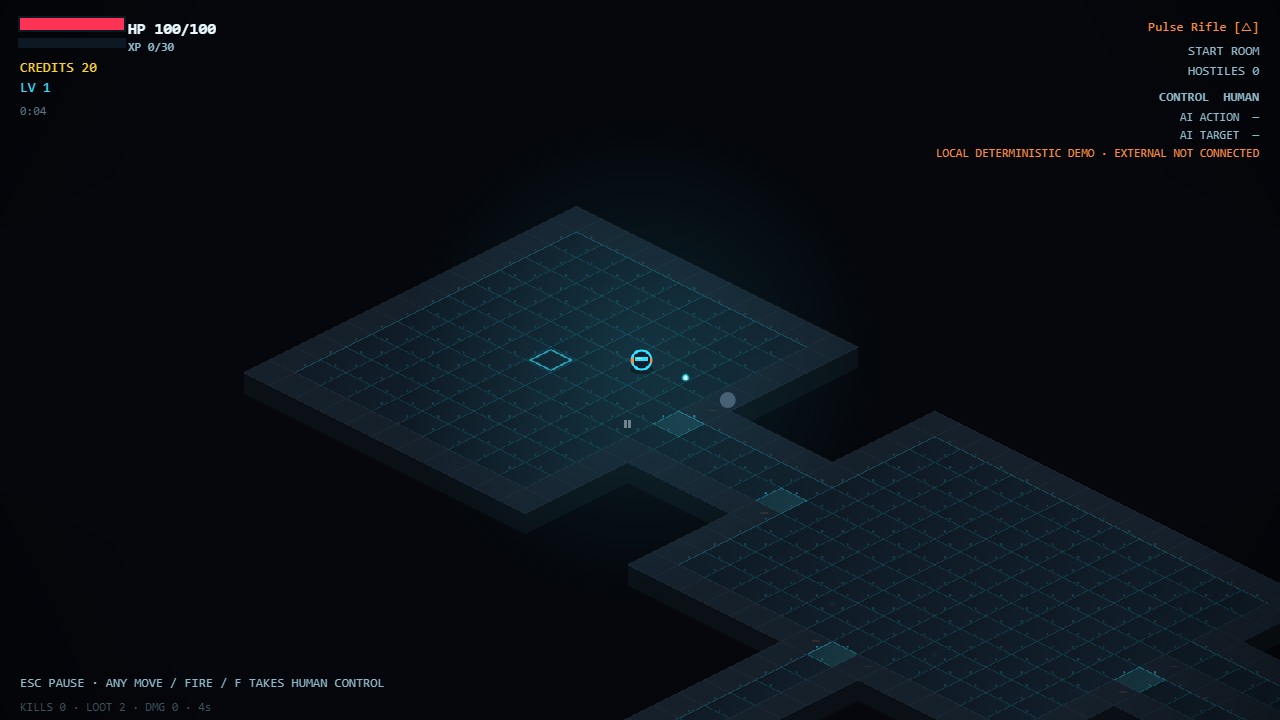 HP 100/100
XP 0/30
CREDITS 20
LV 1
0:04
Pulse Rifle [△]
START ROOM
HOSTILES 0
CONTROL HUMAN
AI ACTION —
AI TARGET —
LOCAL DETERMINISTIC DEMO · EXTERNAL NOT CONNECTED
ESC PAUSE · ANY MOVE / FIRE / F TAKES HUMAN CONTROL
KILLS 0 · LOOT 2 · DMG 0 · 4s